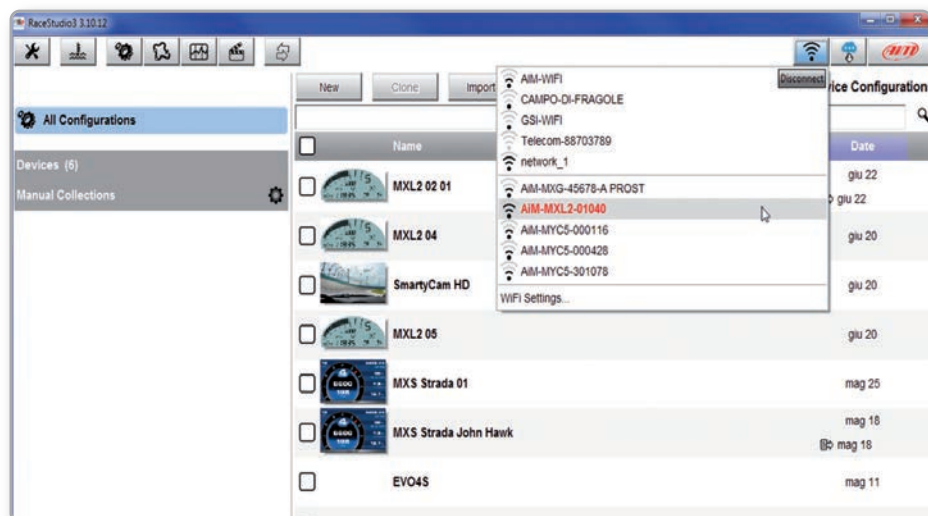 RaceStudio3 3.10.12
AiM
New
Clone
Import
AiM-WIFI
Disconnect
CAMPO-DI-FRAGOLE
GSI-WIFI
Telecom-88703789
network_1
AiM-MXG-45678-A PROST
AiM-MXL2-01040
AiM-MYC5-000116
AiM-MYC5-000428
AiM-MYC5-301078
WiFi Settings...
vice Configuration
All Configurations
Devices (6)
Manual Collections
Name
Date
MXL2 02 01
giu 22
giu 22
MXL2 04
giu 20
SmartyCam HD
giu 20
MXL2 05
giu 20
MXS Strada 01
mag 25
MXS Strada John Hawk
mag 18
mag 18
EVO4S
mag 11